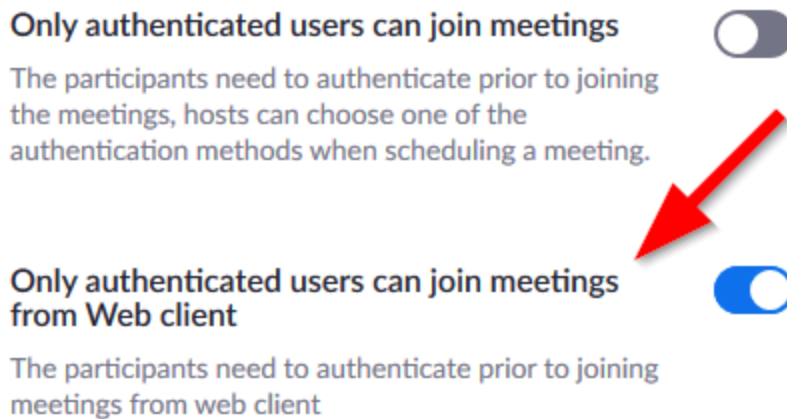 Only authenticated users can join meetings
The participants need to authenticate prior to joining
the meetings, hosts can choose one of the
authentication methods when scheduling a meeting.
Only authenticated users can join meetings
from Web client
The participants need to authenticate prior to joining
meetings from web client